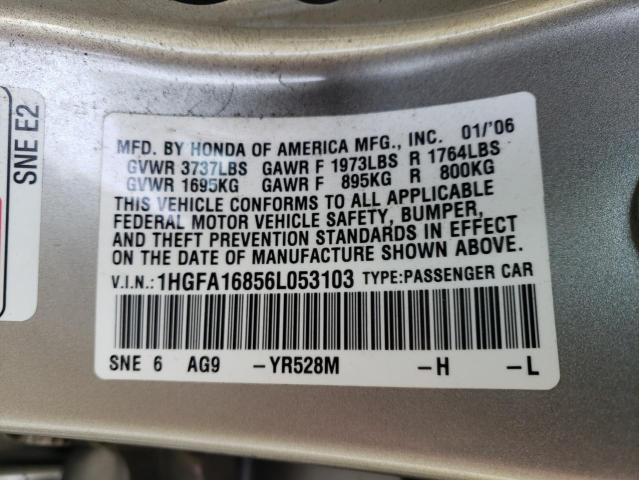 SNE E2
MFD. BY HONDA OF AMERICA MFG., INC. 01/'06
GVWR 3737LBS GAWR F 1973LBS R 1764LBS
GVWR 1695KG GAWR F 895KG R 800KG
THIS VEHICLE CONFORMS TO ALL APPLICABLE
FEDERAL MOTOR VEHICLE SAFETY, BUMPER,
AND THEFT PREVENTION STANDARDS IN EFFECT
ON THE DATE OF MANUFACTURE SHOWN ABOVE.
V.I.N.: 1HGFA16856L053103 TYPE:PASSENGER CAR
SNE 6 AG9 -YR528M -H -L